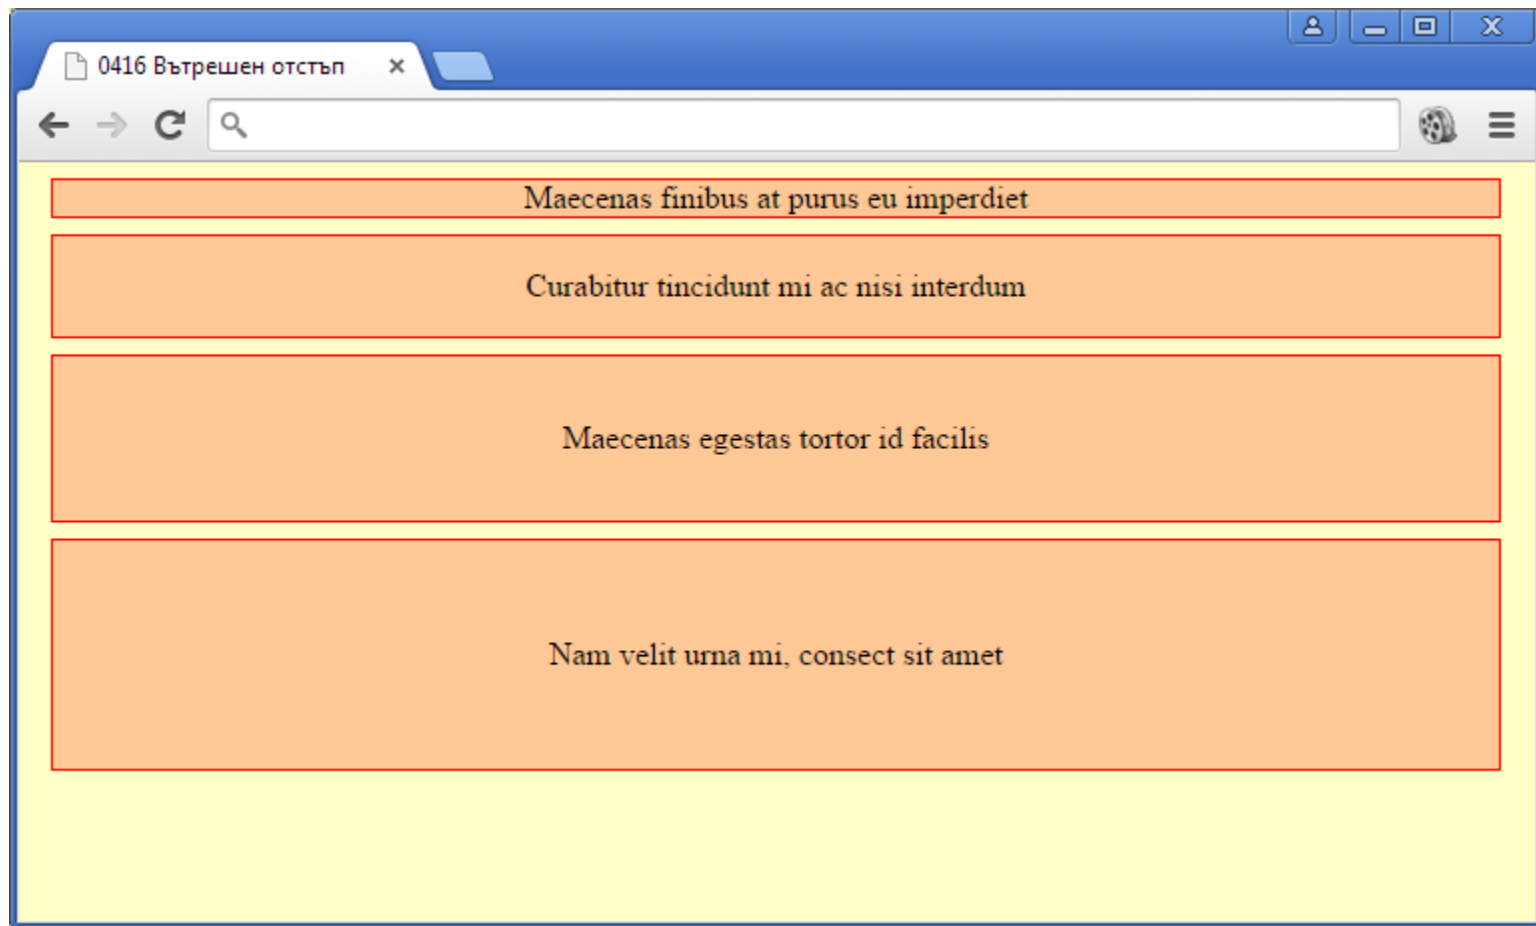 0416 Вътрешен отстъп
Maecenas finibus at purus eu imperdiet
Curabitur tincidunt mi ac nisi interdum
Maecenas egestas tortor id facilis
Nam velit urna mi, consect sit amet